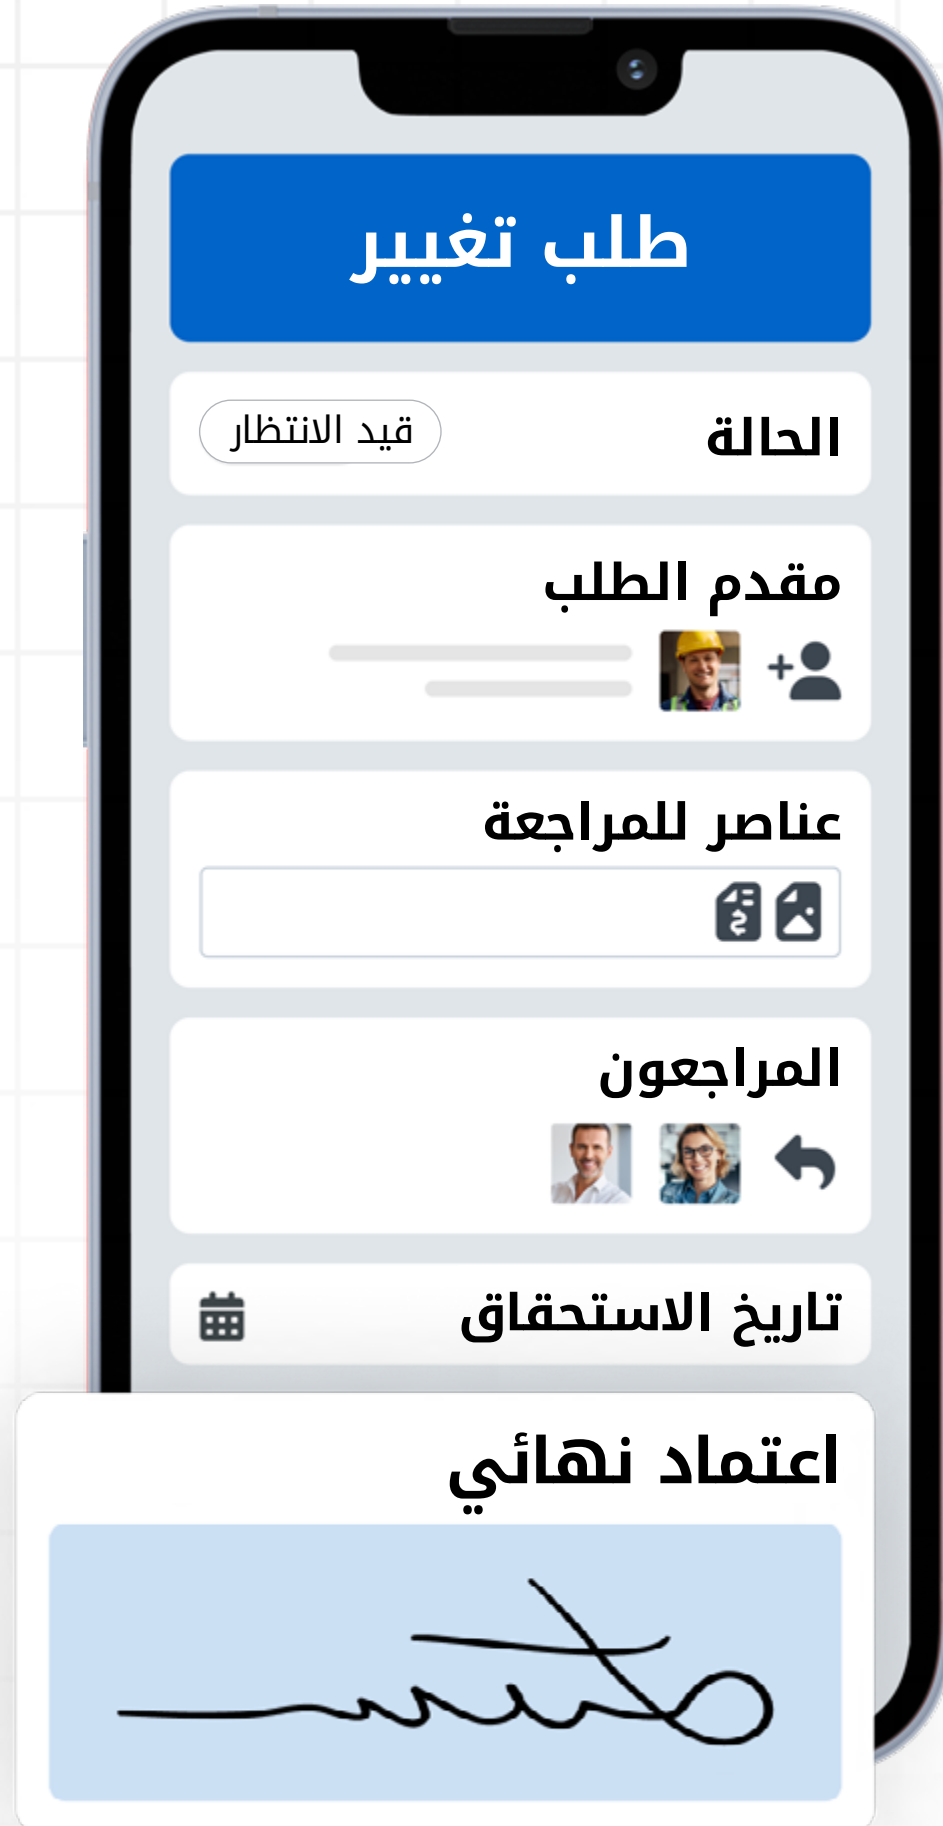 طلب تغيير
الحالة
قيد الانتظار
مقدم الطلب
عناصر للمراجعة
المراجعون
تاريخ الاستحقاق
اعتماد نهائي